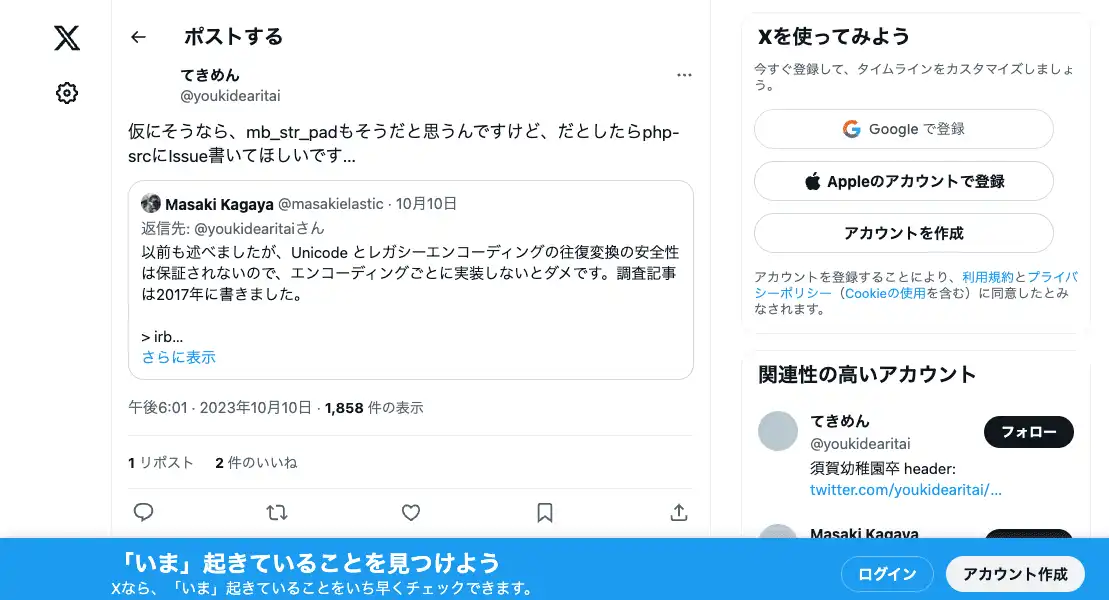 ポストする
てきめん
@youkidearitai
仮にそうなら、mb_str_padもそうだと思うんですけど、だとしたらphp-
srcにIssue書いてほしいです...
Masaki Kagaya @masakielastic · 10月10日
返信先: @youkidearitaiさん
以前も述べましたが、Unicode とレガシーエンコーディングの往復変換の安全性
は保証されないので、エンコーディングごとに実装しないとダメです。調査記事
は2017年に書きました。
> irb...
さらに表示
午後6:01 · 2023年10月10日 · 1,858 件の表示
1 リポスト 2 件のいいね
Xを使ってみよう
今すぐ登録して、タイムラインをカスタマイズしましょ
う。
Google で登録
Appleのアカウントで登録
アカウントを作成
アカウントを登録することにより、利用規約とプライバ
シーポリシー（Cookieの使用を含む）に同意したとみ
なされます。
関連性の高いアカウント
てきめん
@youkidearitai
フォロー
須賀幼稚園卒 header:
twitter.com/youkidearitai/...
Masaki Kagaya
「いま」起きていることを見つけよう
Xなら、「いま」起きていることをいち早くチェックできます。
ログイン
アカウント作成